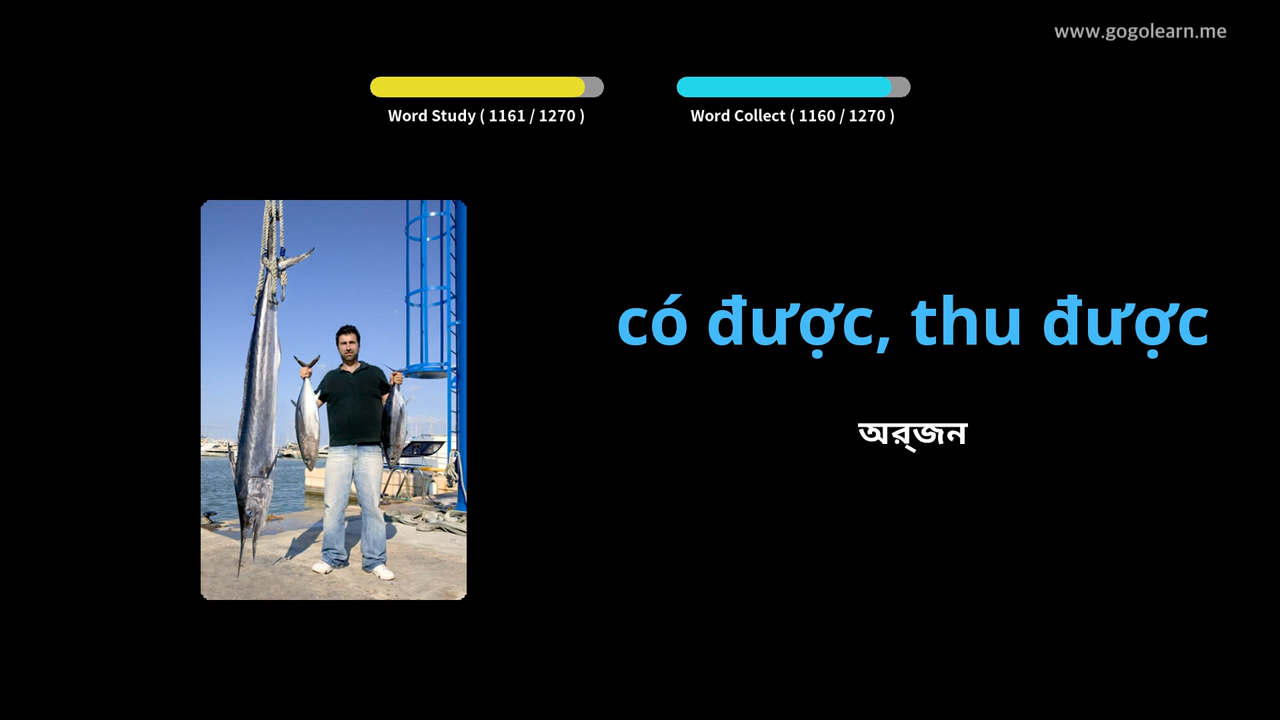 www.gogolearn.me
Word Study ( 1161 / 1270 )
Word Collect ( 1160 / 1270 )
có được, thu được
অর্‌জন